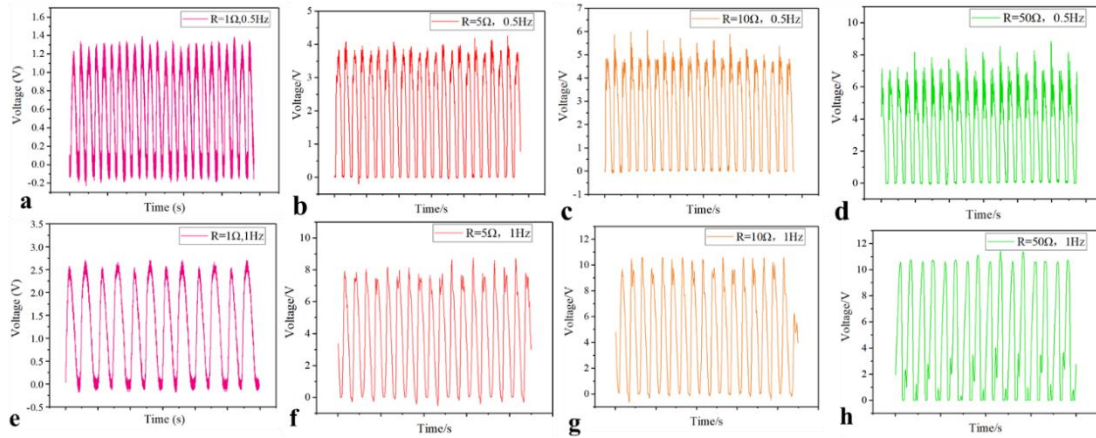 R=1Ω,0.5Hz
1.6
1.4
1.2
1.0
0.8
0.6
0.4
0.2
0.0
-0.2
Voltage (V)
Time (s)
a
R=5Ω，0.5Hz
5
4
3
2
1
0
Voltage/V
Time/s
b
R=10Ω，0.5Hz
7
6
5
4
3
2
1
0
-1
Voltage/V
Time/s
c
R=50Ω，0.5Hz
10
8
6
4
2
0
Voltage/V
Time/s
d
R=1Ω,1Hz
3.5
3.0
2.5
2.0
1.5
1.0
0.5
0.0
-0.5
Voltage (V)
Time (s)
e
R=5Ω，1Hz
10
8
6
4
2
0
Voltage/V
Time/s
f
R=10Ω，1Hz
12
10
8
6
4
2
0
Voltage/V
Time/s
g
R=50Ω，1Hz
10
8
6
4
2
0
Voltage/V
Time/s
h